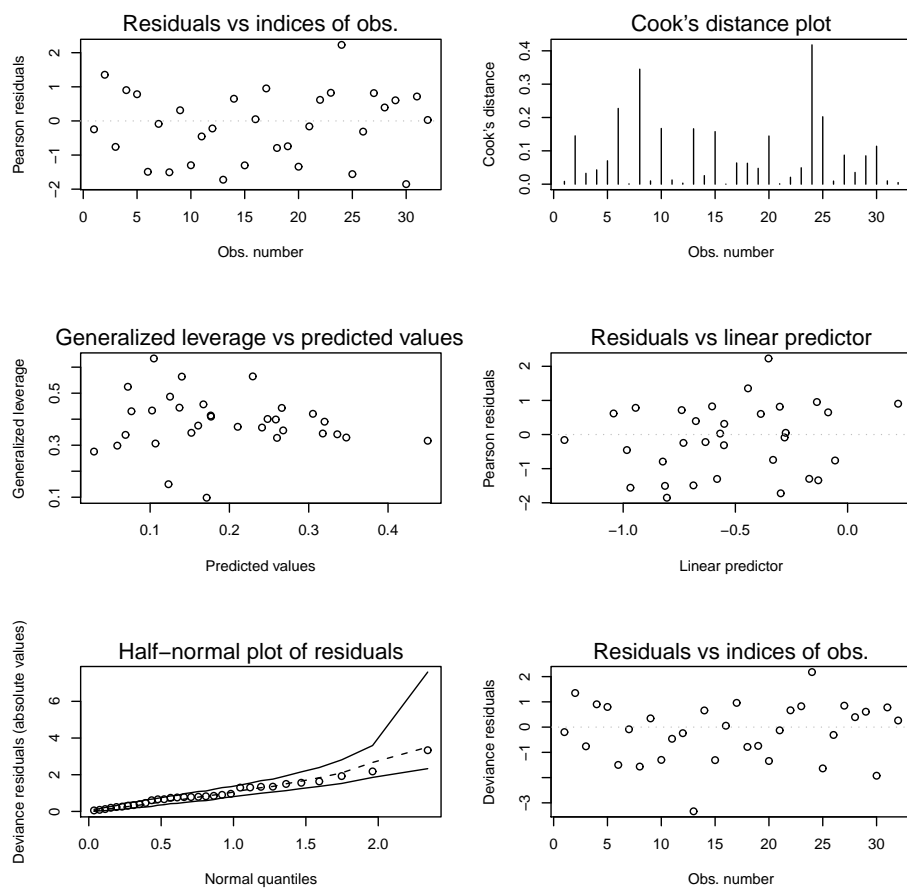 Residuals vs indices of obs.
Pearson residuals
2
1
0
−1
−2
0 5 10 15 20 25 30
Obs. number
Cook's distance plot
Cook's distance
0.4
0.3
0.2
0.1
0.0
0 5 10 15 20 25 30
Obs. number
Generalized leverage vs predicted values
Generalized leverage
0.5
0.3
0.1
0.1 0.2 0.3 0.4
Predicted values
Residuals vs linear predictor
Pearson residuals
2
1
0
−1
−2
−1.0 −0.5 0.0
Linear predictor
Half−normal plot of residuals
Deviance residuals (absolute values)
6
4
2
0
0.0 0.5 1.0 1.5 2.0
Normal quantiles
Residuals vs indices of obs.
Deviance residuals
2
1
0
−1
−3
0 5 10 15 20 25 30
Obs. number